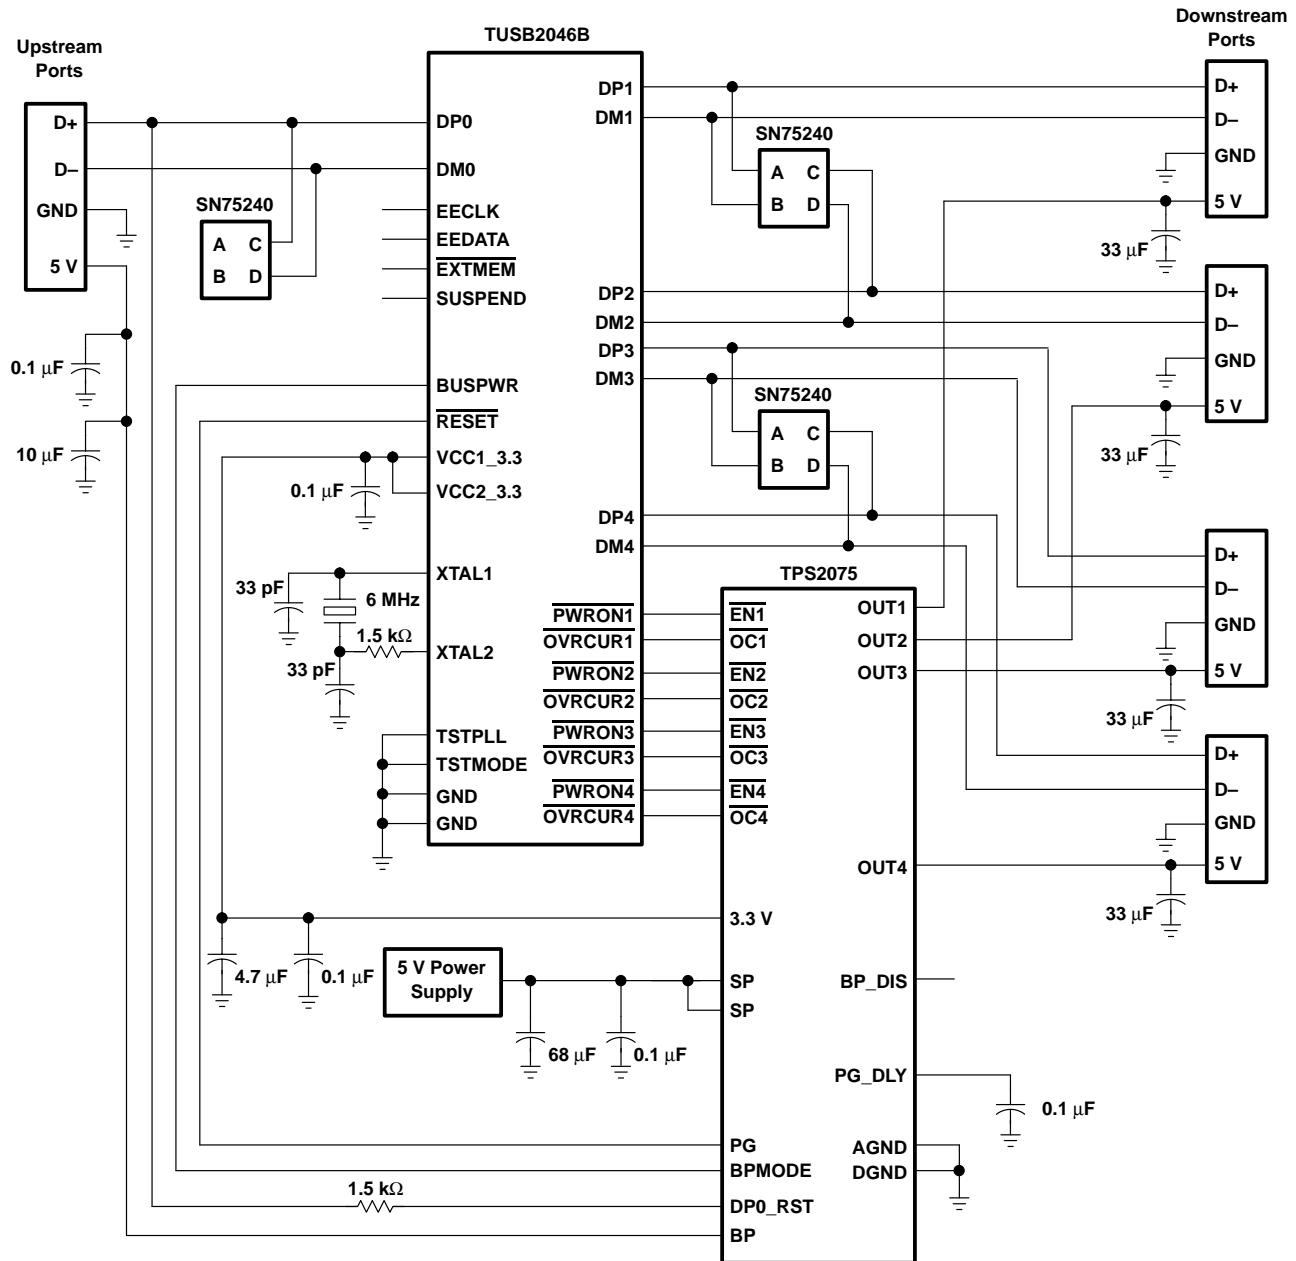 Upstream
Ports
D+
D–
GND
5 V
0.1 μF
10 μF
SN75240
A C
B D
TUSB2046B
DP0
DM0
EECLK
EEDATA
EXTMEM
SUSPEND
BUSPWR
RESET
VCC1_3.3
VCC2_3.3
0.1 μF
XTAL1
33 pF
6 MHz
1.5 kΩ
XTAL2
33 pF
TSTPLL
TSTMODE
GND
GND
DP1
DM1
DP2
DM2
DP3
DM3
DP4
DM4
PWRON1
OVRCUR1
PWRON2
OVRCUR2
PWRON3
OVRCUR3
PWRON4
OVRCUR4
SN75240
A C
B D
SN75240
A C
B D
TPS2075
EN1
OC1
EN2
OC2
EN3
OC3
EN4
OC4
3.3 V
SP
SP
PG
BPMODE
DP0_RST
BP
OUT1
OUT2
OUT3
OUT4
BP_DIS
PG_DLY
AGND
DGND
0.1 μF
4.7 μF
0.1 μF
5 V Power
Supply
68 μF
0.1 μF
1.5 kΩ
Downstream
Ports
D+
D–
GND
5 V
33 μF
D+
D–
GND
5 V
33 μF
D+
D–
GND
5 V
33 μF
D+
D–
GND
5 V
33 μF